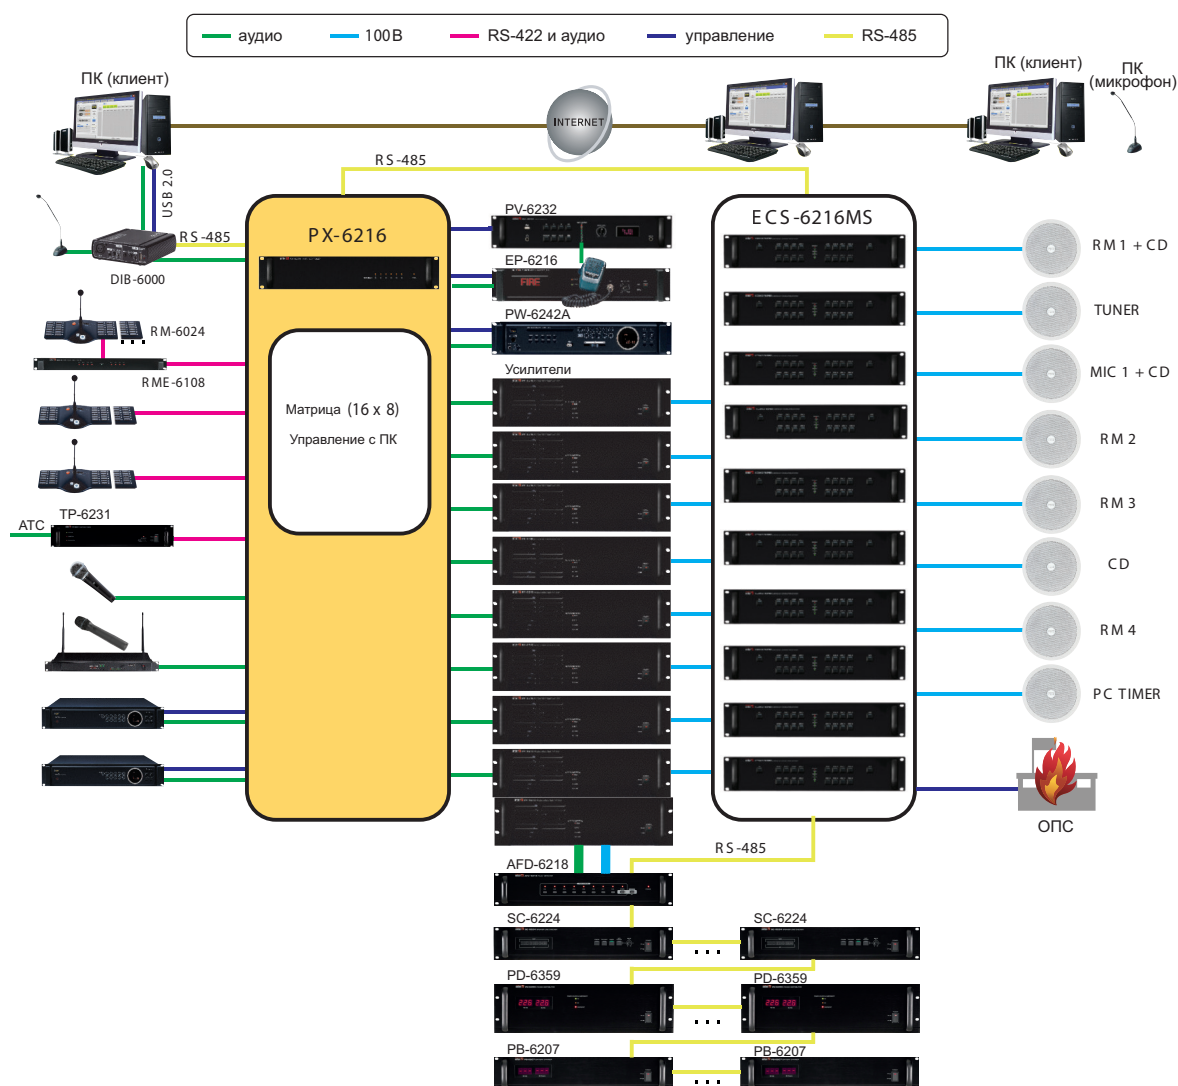 аудио
100В
RS-422 и аудио
управление
RS-485
ПК (клиент)
ПК (клиент)
ПК
(микрофон)
INTERNET
RS-485
USB 2.0
RS-485
DIB-6000
PX-6216
PV-6232
ECS-6216MS
RM 1 + CD
EP-6216
FIRE
RM-6024
PW-6242A
TUNER
RME-6108
Усилители
MIC 1 + CD
Матрица (16 x 8)
Управление с ПК
RM 2
RM 3
АТС
TP-6231
CD
RM 4
PC TIMER
ОПС
RS-485
AFD-6218
SC-6224
SC-6224
PD-6359
PD-6359
PB-6207
PB-6207